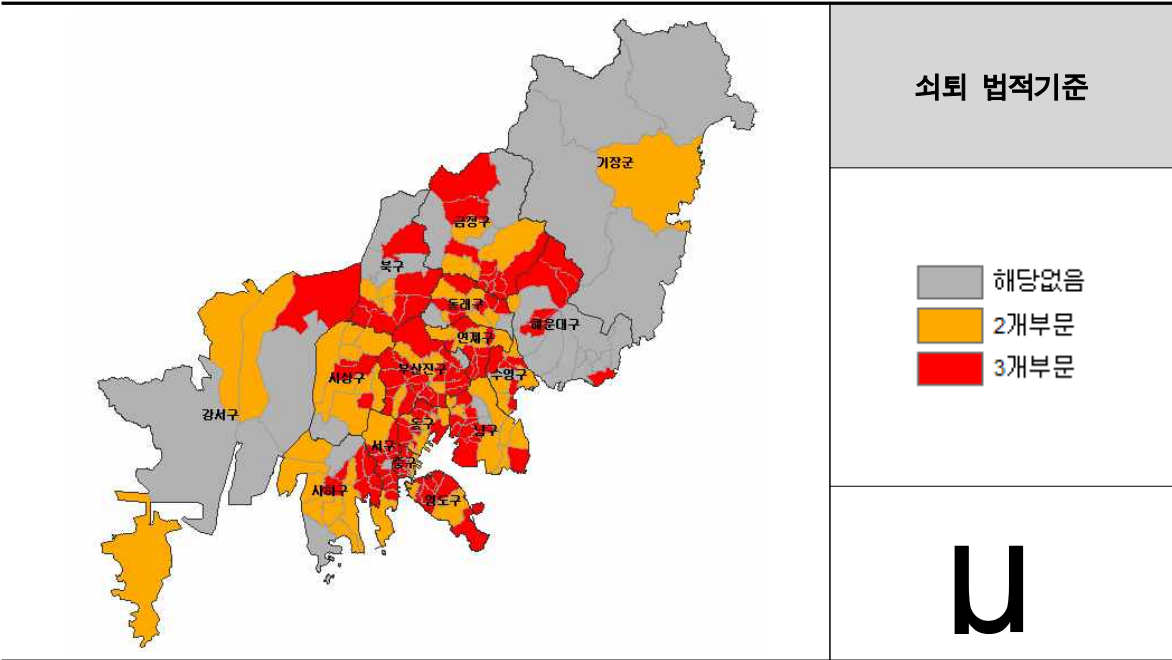 쇠퇴 법적기준
기장군
금정구
북구
동래구
해운대구
연제구
부산진구
사상구
수영구
강서구
동구
남구
서구
중구
사하구
영도구
해당없음
2개부문
3개부문
μ